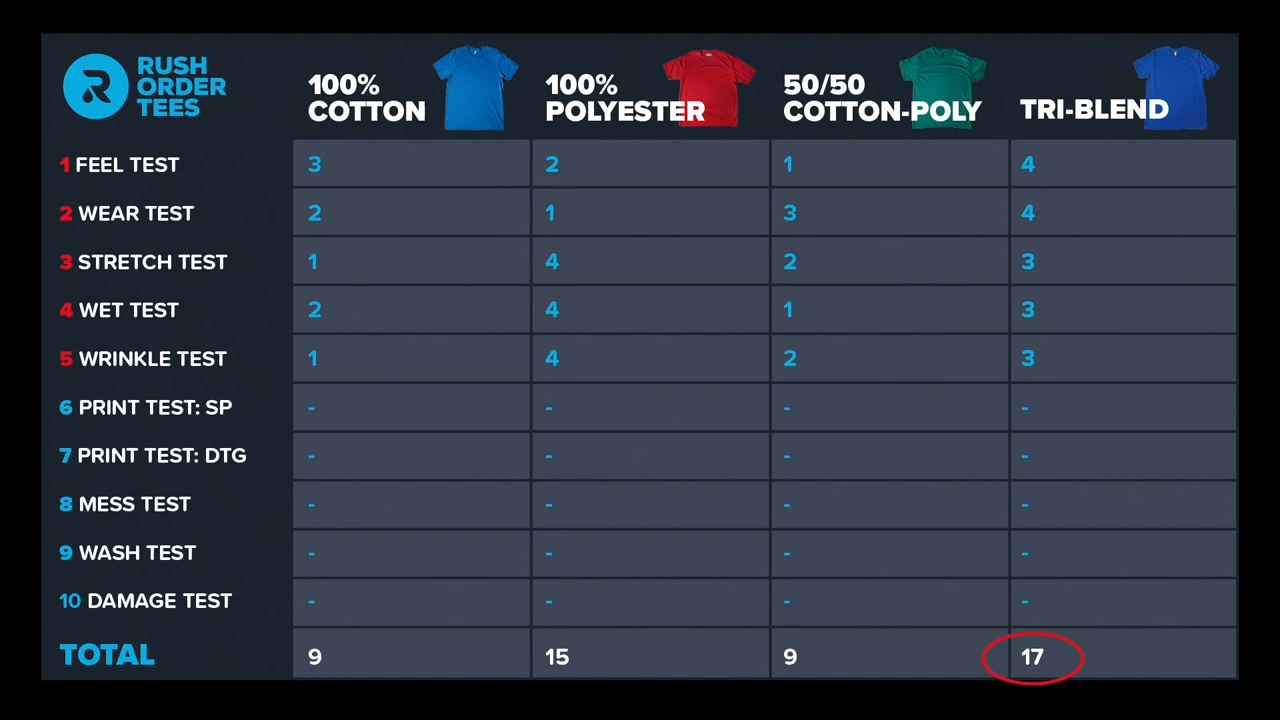 RUSH
ORDER
TEES
100%
COTTON
100%
POLYESTER
50/50
COTTON-POLY
TRI-BLEND
1 FEEL TEST 3 2 1 4
2 WEAR TEST 2 1 3 4
3 STRETCH TEST 1 4 2 3
4 WET TEST 2 4 1 3
5 WRINKLE TEST 1 4 2 3
6 PRINT TEST: SP - - - -
7 PRINT TEST: DTG - - - -
8 MESS TEST - - - -
9 WASH TEST - - - -
10 DAMAGE TEST - - - -
TOTAL 9 15 9 17